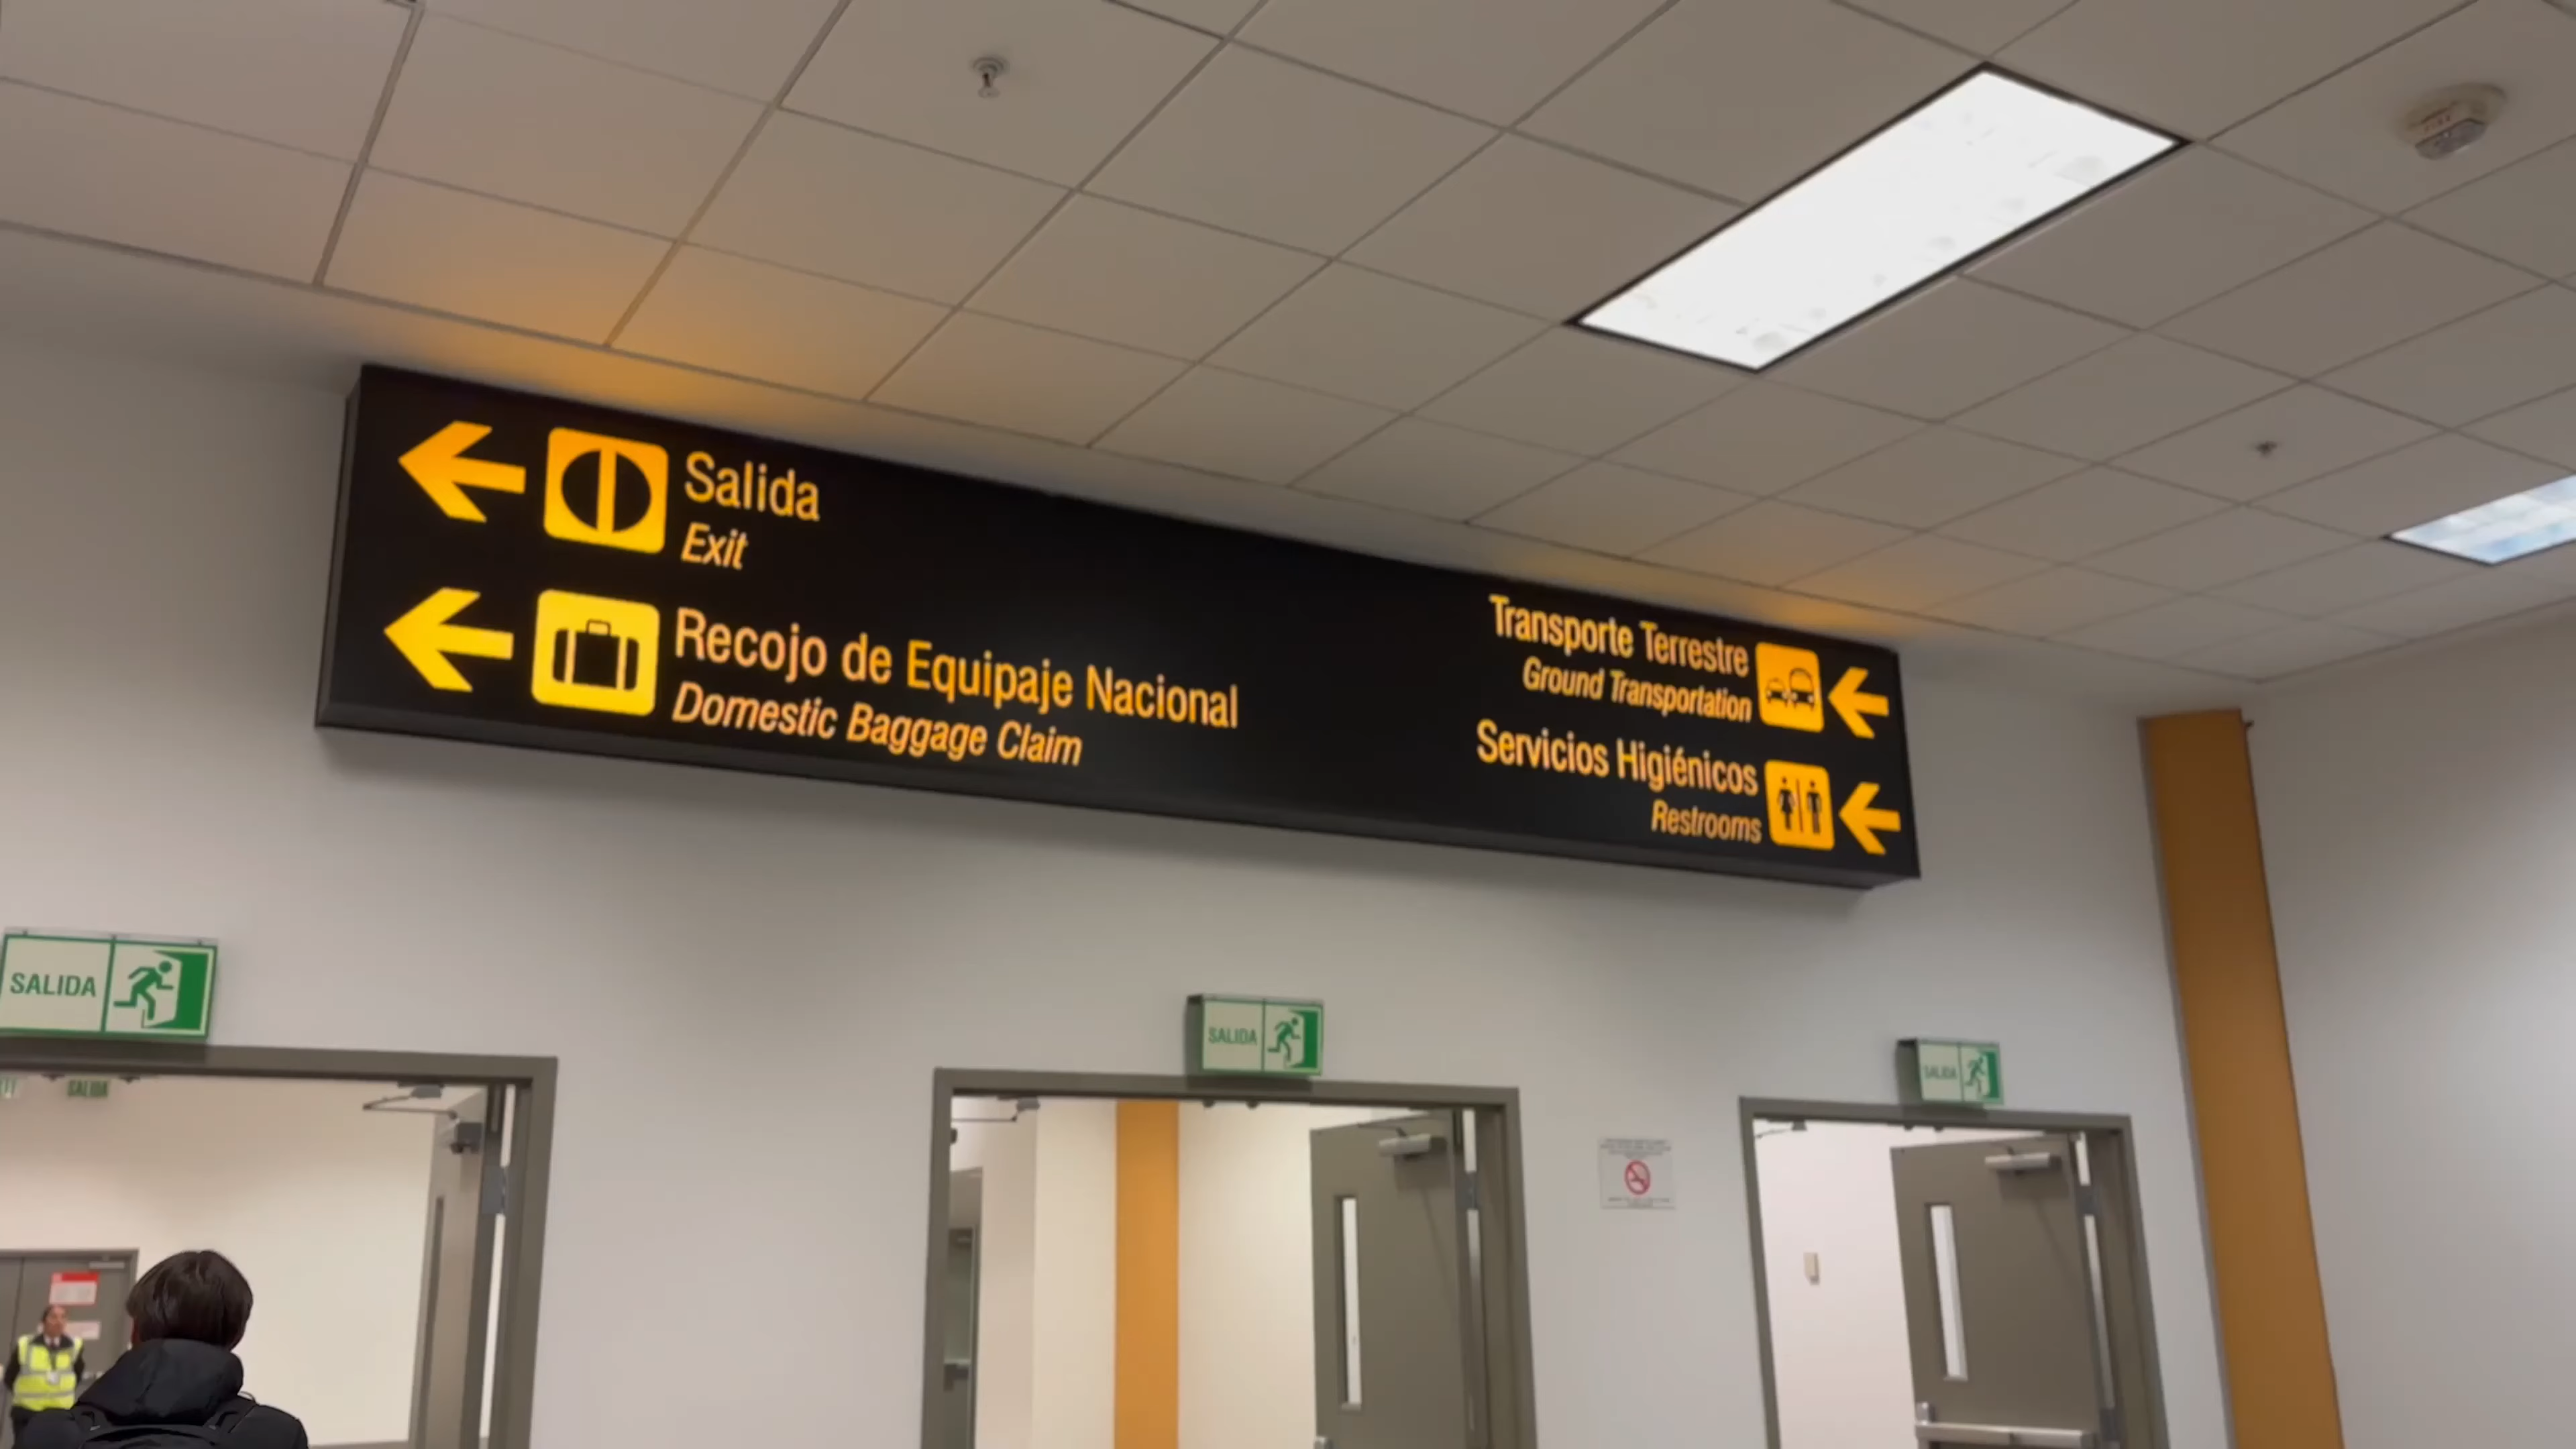 Salida
Exit
Recojo de Equipaje Nacional
Domestic Baggage Claim
Transporte Terrestre
Ground Transportation
Servicios Higiénicos
Restrooms
SALIDA
SALIDA
SALIDA
SALIDA